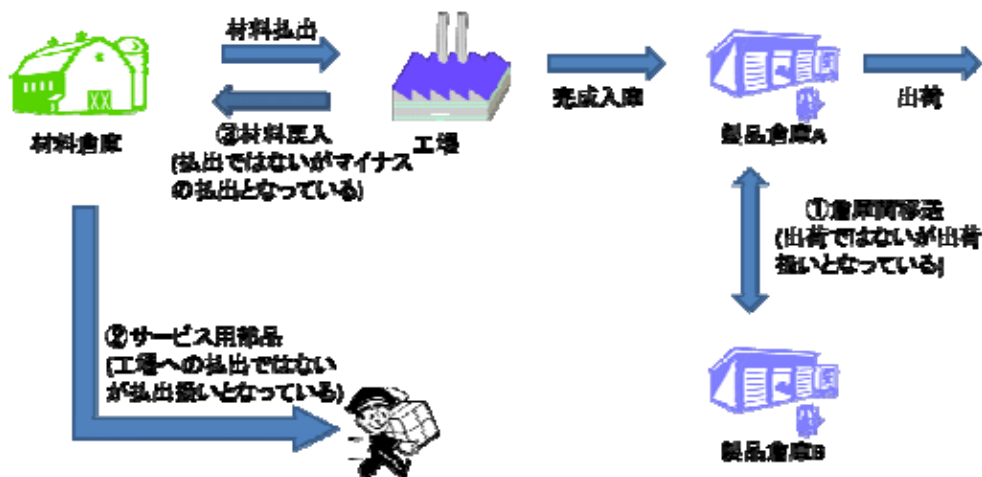 材料払出
材料倉庫
③材料戻入
(払出ではないがマイナス
の払出となっている)
工場
完成入庫
製品倉庫A
出荷
①倉庫間移送
(出荷ではないが出荷
扱いとなっている)
②サービス用部品
(工場への払出ではない
が払出扱いとなっている)
製品倉庫B